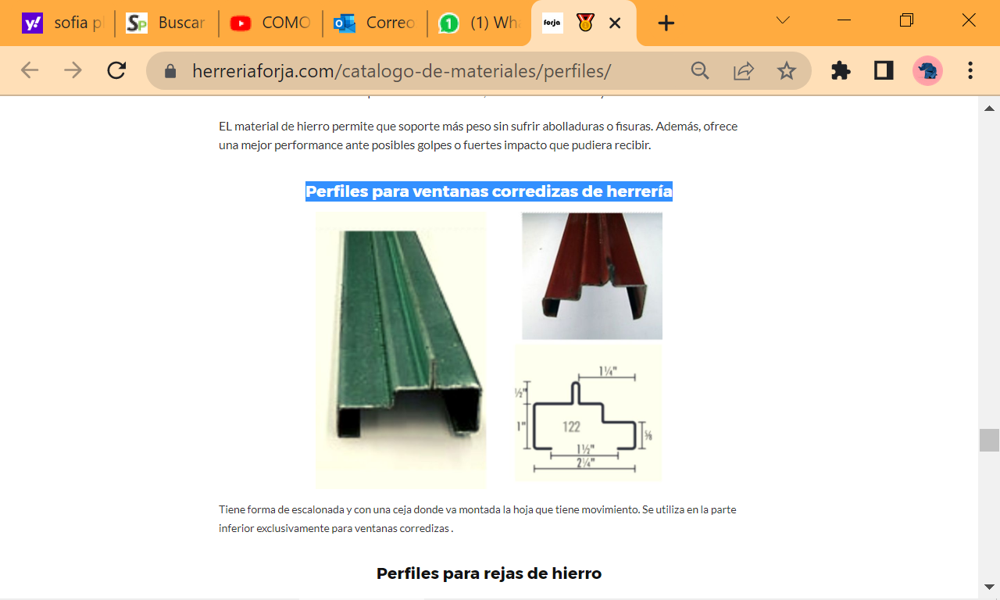 sofia p
Buscar
COMO
Correo
(1) Wha
forja
herreriaforja.com/catalogo-de-materiales/perfiles/
EL material de hierro permite que soporte más peso sin sufrir abolladuras o fisuras. Además, ofrece
una mejor performance ante posibles golpes o fuertes impacto que pudiera recibir.
Perfiles para ventanas corredizas de herrería
1¼"
½"
1"
122
⅝
1½"
2¼"
Tiene forma de escalonada y con una ceja donde va montada la hoja que tiene movimiento. Se utiliza en la parte
inferior exclusivamente para ventanas corredizas .
Perfiles para rejas de hierro